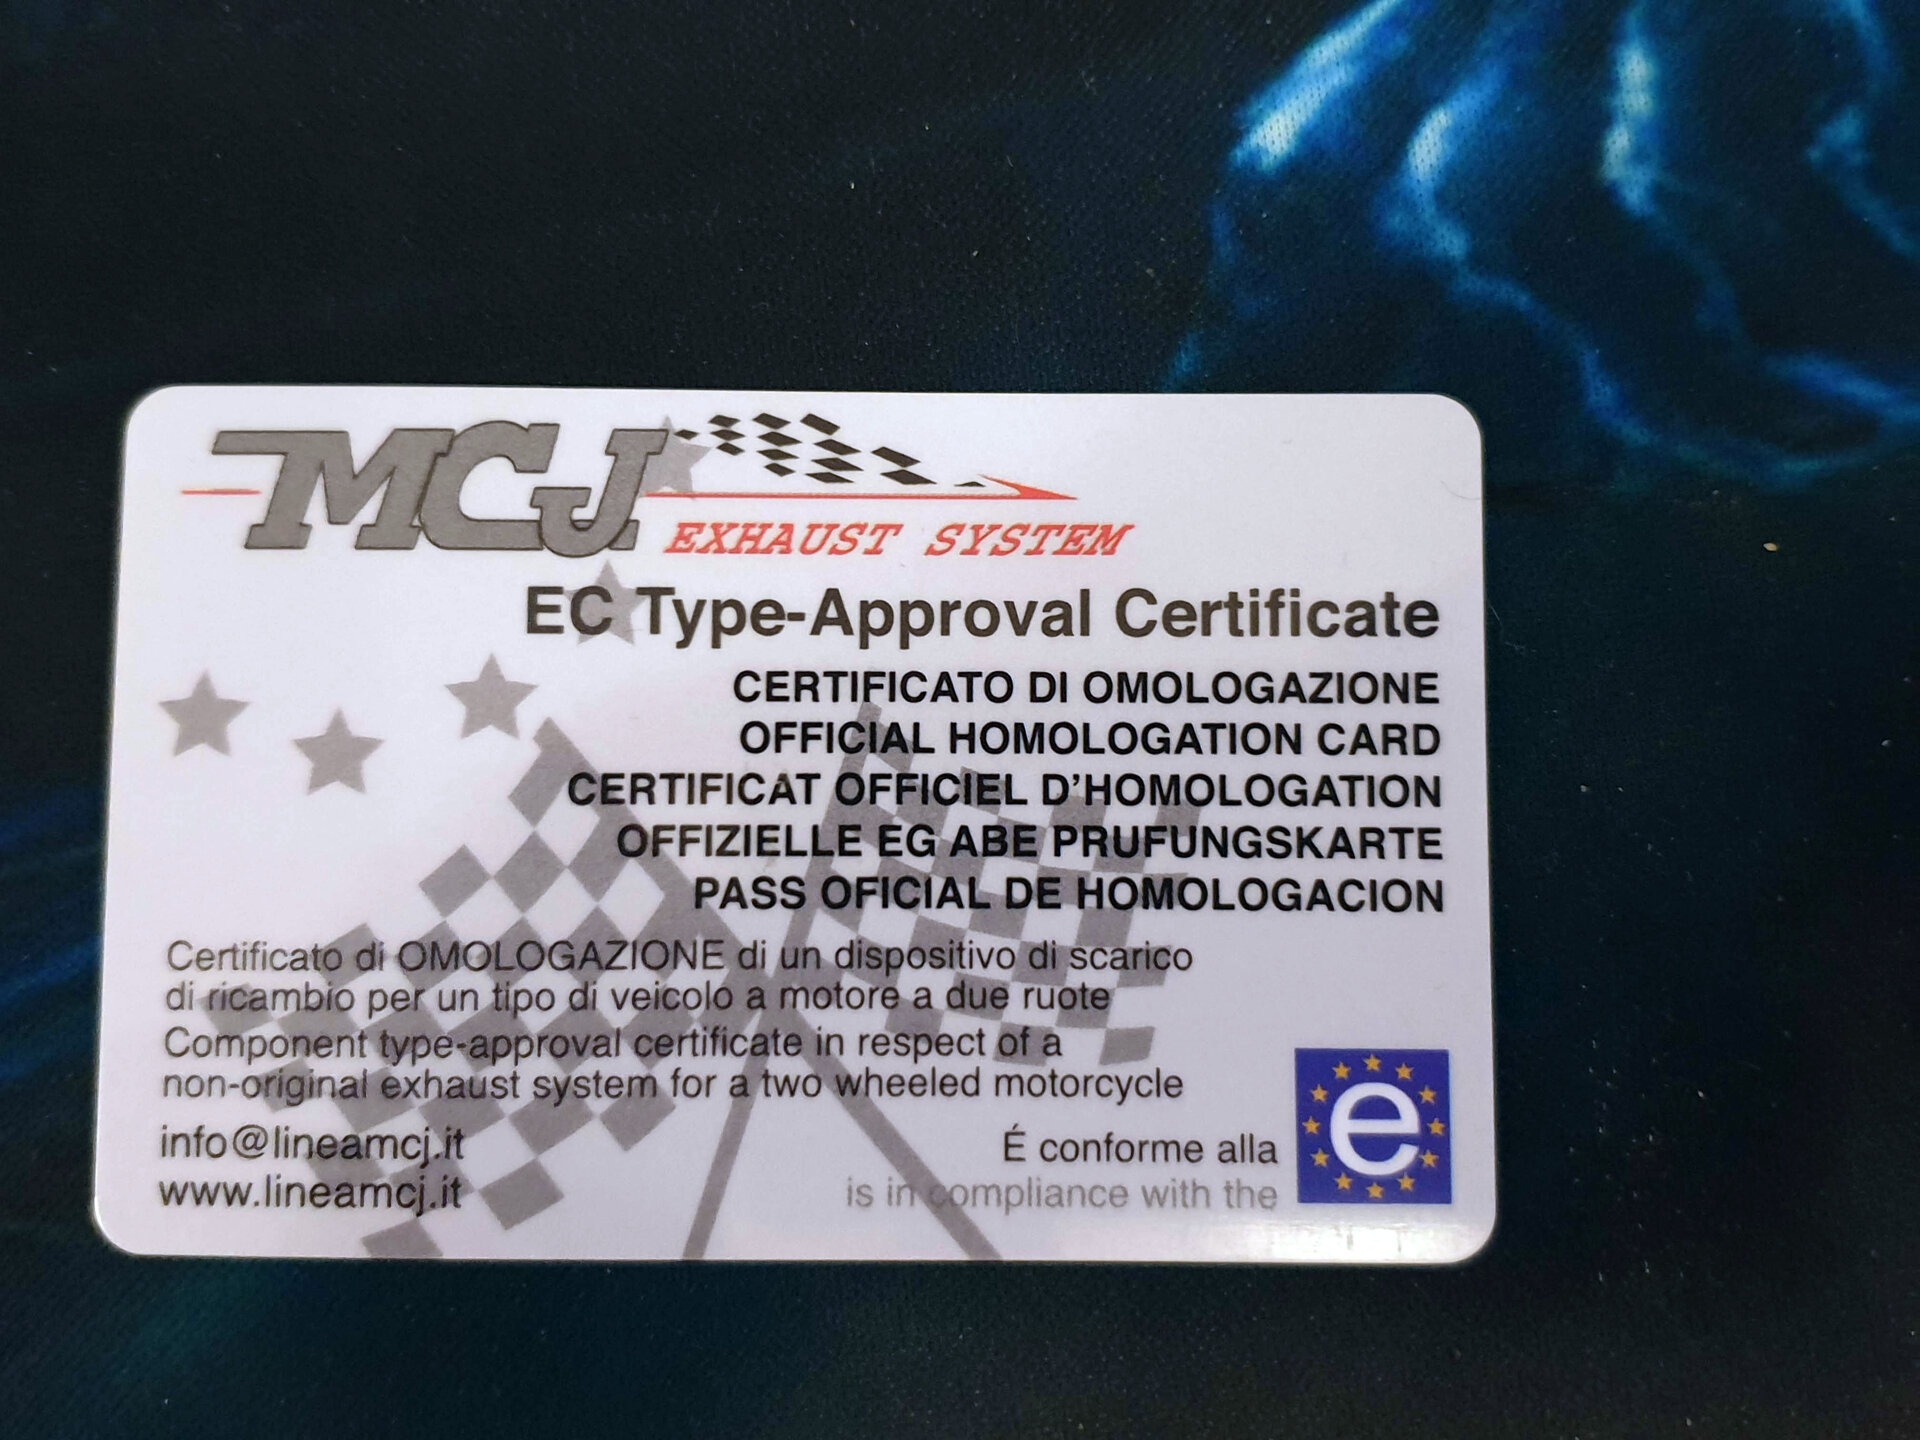 MCJ
EXHAUST SYSTEM
EC Type-Approval Certificate
CERTIFICATO DI OMOLOGAZIONE
OFFICIAL HOMOLOGATION CARD
CERTIFICAT OFFICIEL D'HOMOLOGATION
OFFIZIELLE EG ABE PRUFUNGSKARTE
PASS OFICIAL DE HOMOLOGACION
Certificato di OMOLOGAZIONE di un dispositivo di scarico
di ricambio per un tipo di veicolo a motore a due ruote
Component type-approval certificate in respect of a
non-original exhaust system for a two wheeled motorcycle
info@lineamcj.it
www.lineamcj.it
É conforme alla
is in compliance with the
e